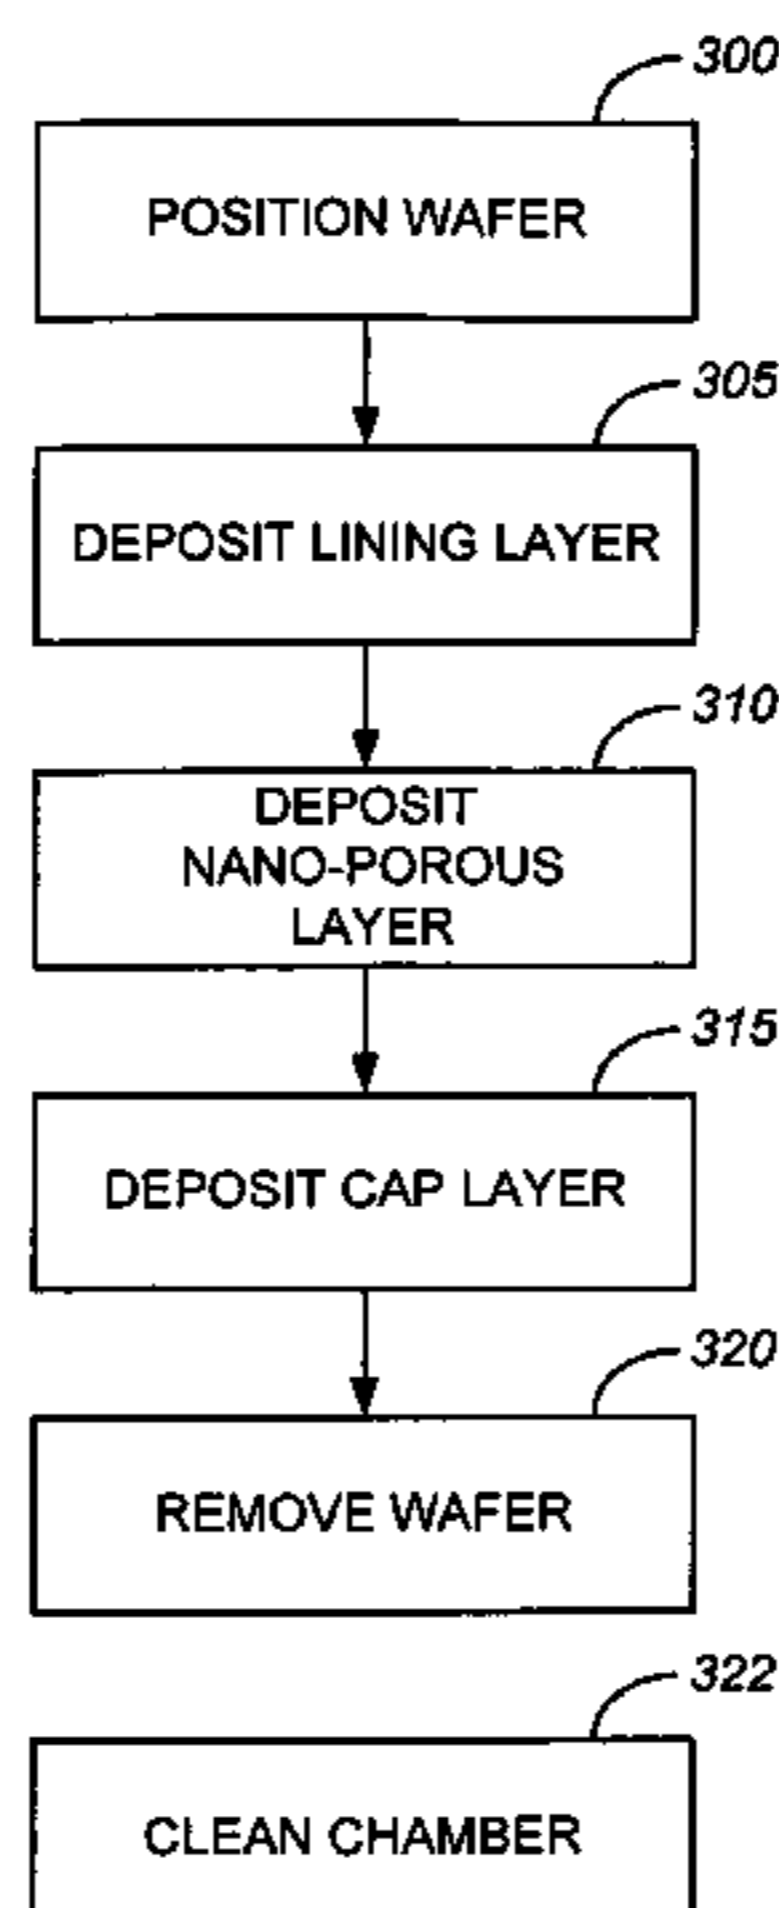 300
POSITION WAFER
305
DEPOSIT LINING LAYER
310
DEPOSIT
NANO-POROUS
LAYER
315
DEPOSIT CAP LAYER
320
REMOVE WAFER
322
CLEAN CHAMBER